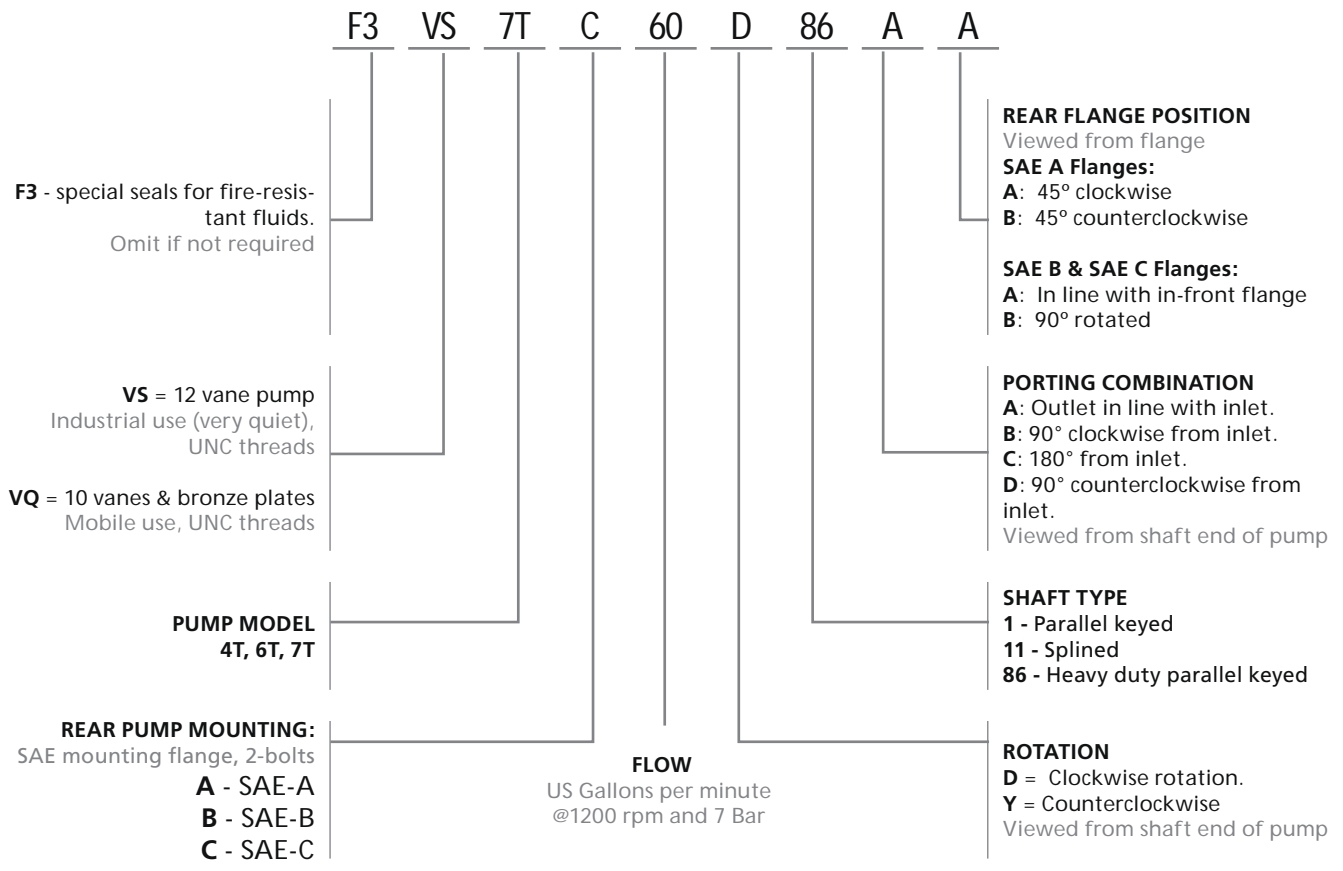 F3 VS 7T C 60 D 86 A A
F3 - special seals for fire-resis-
tant fluids.
Omit if not required
VS = 12 vane pump
Industrial use (very quiet),
UNC threads
VQ = 10 vanes & bronze plates
Mobile use, UNC threads
PUMP MODEL
4T, 6T, 7T
REAR PUMP MOUNTING:
SAE mounting flange, 2-bolts
A - SAE-A
B - SAE-B
C - SAE-C
FLOW
US Gallons per minute
@1200 rpm and 7 Bar
REAR FLANGE POSITION
Viewed from flange
SAE A Flanges:
A: 45º clockwise
B: 45º counterclockwise
SAE B & SAE C Flanges:
A: In line with in-front flange
B: 90º rotated
PORTING COMBINATION
A: Outlet in line with inlet.
B: 90° clockwise from inlet.
C: 180° from inlet.
D: 90° counterclockwise from
inlet.
Viewed from shaft end of pump
SHAFT TYPE
1 - Parallel keyed
11 - Splined
86 - Heavy duty parallel keyed
ROTATION
D = Clockwise rotation.
Y = Counterclockwise
Viewed from shaft end of pump